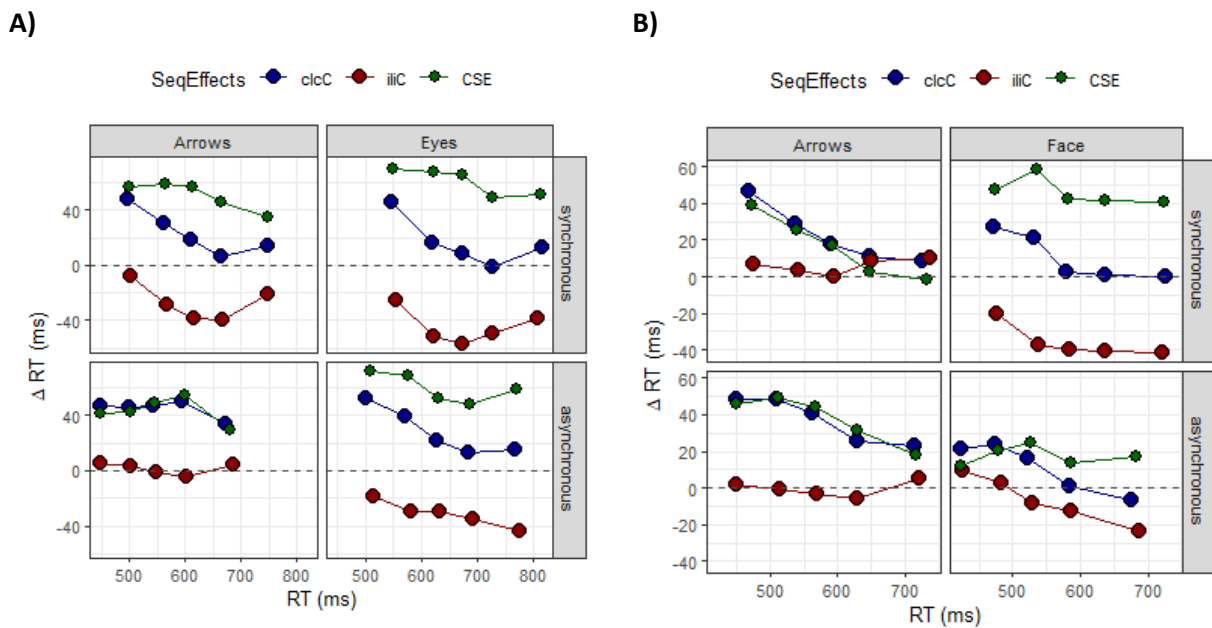 A)
SeqEffects cIcC iIiC CSE
Arrows Eyes
synchronous
40
0
-40
asynchronous
40
0
-40
500 600 700 800 500 600 700 800
Δ RT (ms)
RT (ms)
B)
SeqEffects cIcC iIiC CSE
Arrows Face
synchronous
60
40
20
0
-20
-40
asynchronous
60
40
20
0
-20
-40
500 600 700 500 600 700
Δ RT (ms)
RT (ms)